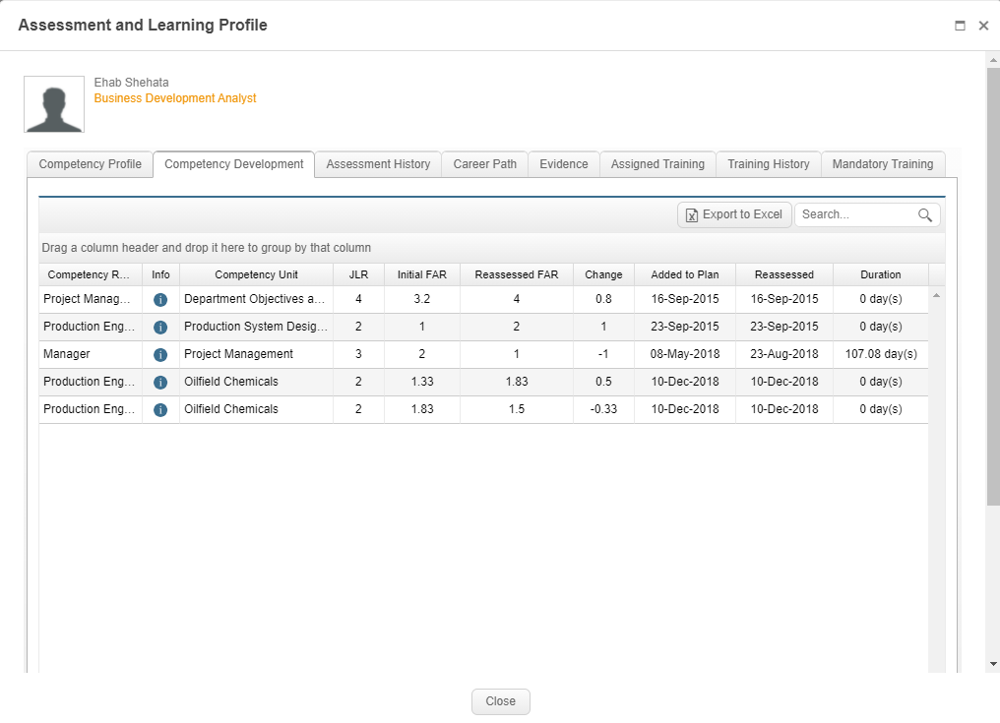 Assessment and Learning Profile
Ehab Shehata
Business Development Analyst
Competency Profile Competency Development Assessment History Career Path Evidence Assigned Training Training History Mandatory Training
Export to Excel Search...
Drag a column header and drop it here to group by that column
Competency R... Info Competency Unit JLR Initial FAR Reassessed FAR Change Added to Plan Reassessed Duration
Project Manag... i Department Objectives a... 4 3.2 4 0.8 16-Sep-2015 16-Sep-2015 0 day(s)
Production Eng... i Production System Desig... 2 1 2 1 23-Sep-2015 23-Sep-2015 0 day(s)
Manager i Project Management 3 2 1 -1 08-May-2018 23-Aug-2018 107.08 day(s)
Production Eng... i Oilfield Chemicals 2 1.33 1.83 0.5 10-Dec-2018 10-Dec-2018 0 day(s)
Production Eng... i Oilfield Chemicals 2 1.83 1.5 -0.33 10-Dec-2018 10-Dec-2018 0 day(s)
Close